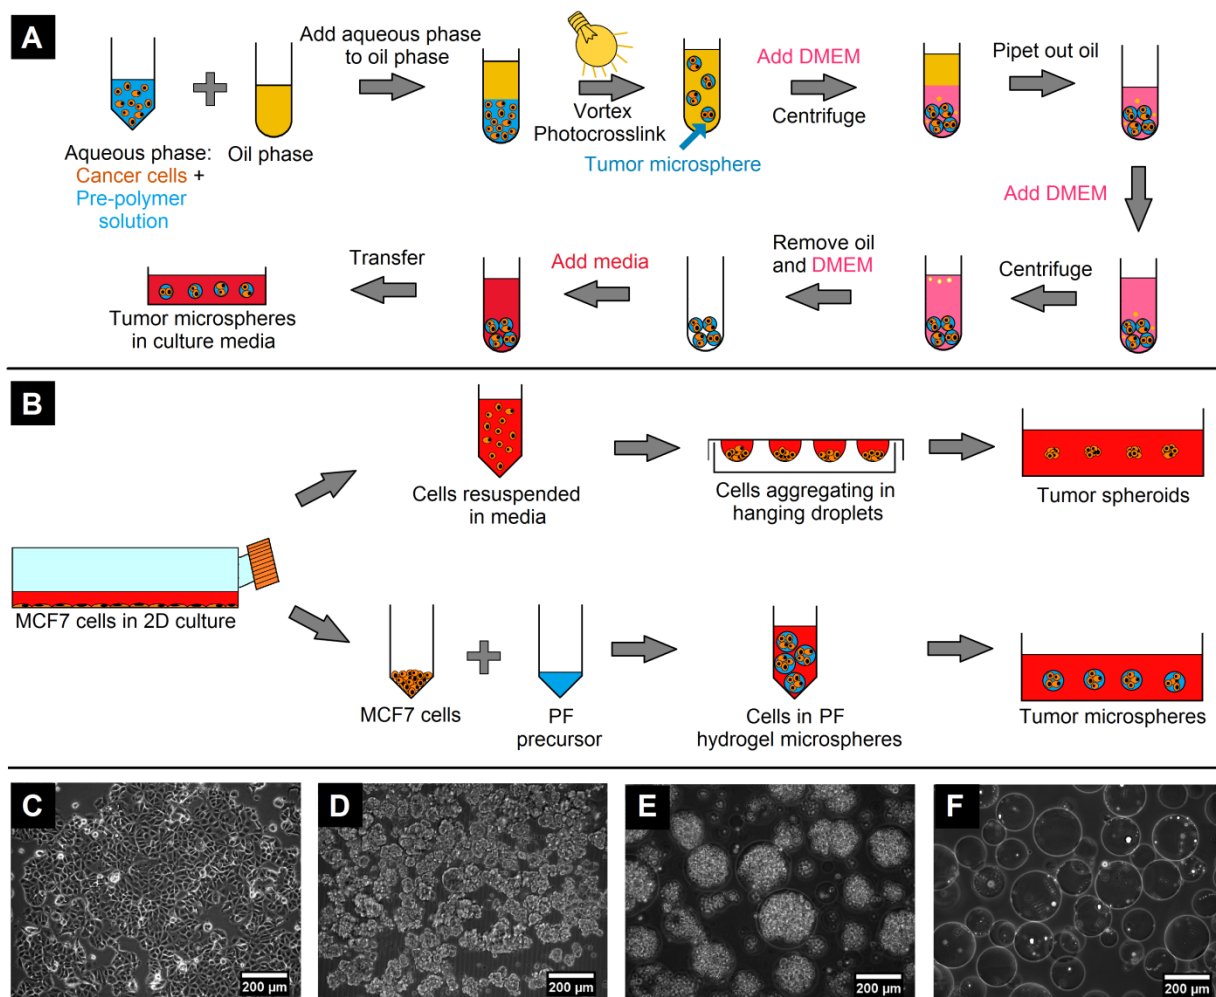 A
Aqueous phase:
Cancer cells +
Pre-polymer
solution
Oil phase
Add aqueous phase
to oil phase
Vortex
Photocrosslink
Tumor microsphere
Add DMEM
Centrifuge
Pipet out oil
Add DMEM
Centrifuge
Remove oil
and DMEM
Add media
Transfer
Tumor microspheres
in culture media
B
MCF7 cells in 2D culture
Cells resuspended
in media
Cells aggregating in
hanging droplets
Tumor spheroids
MCF7 cells
PF
precursor
Cells in PF
hydrogel microspheres
Tumor microspheres
C
200 µm
D
200 µm
E
200 µm
F
200 µm